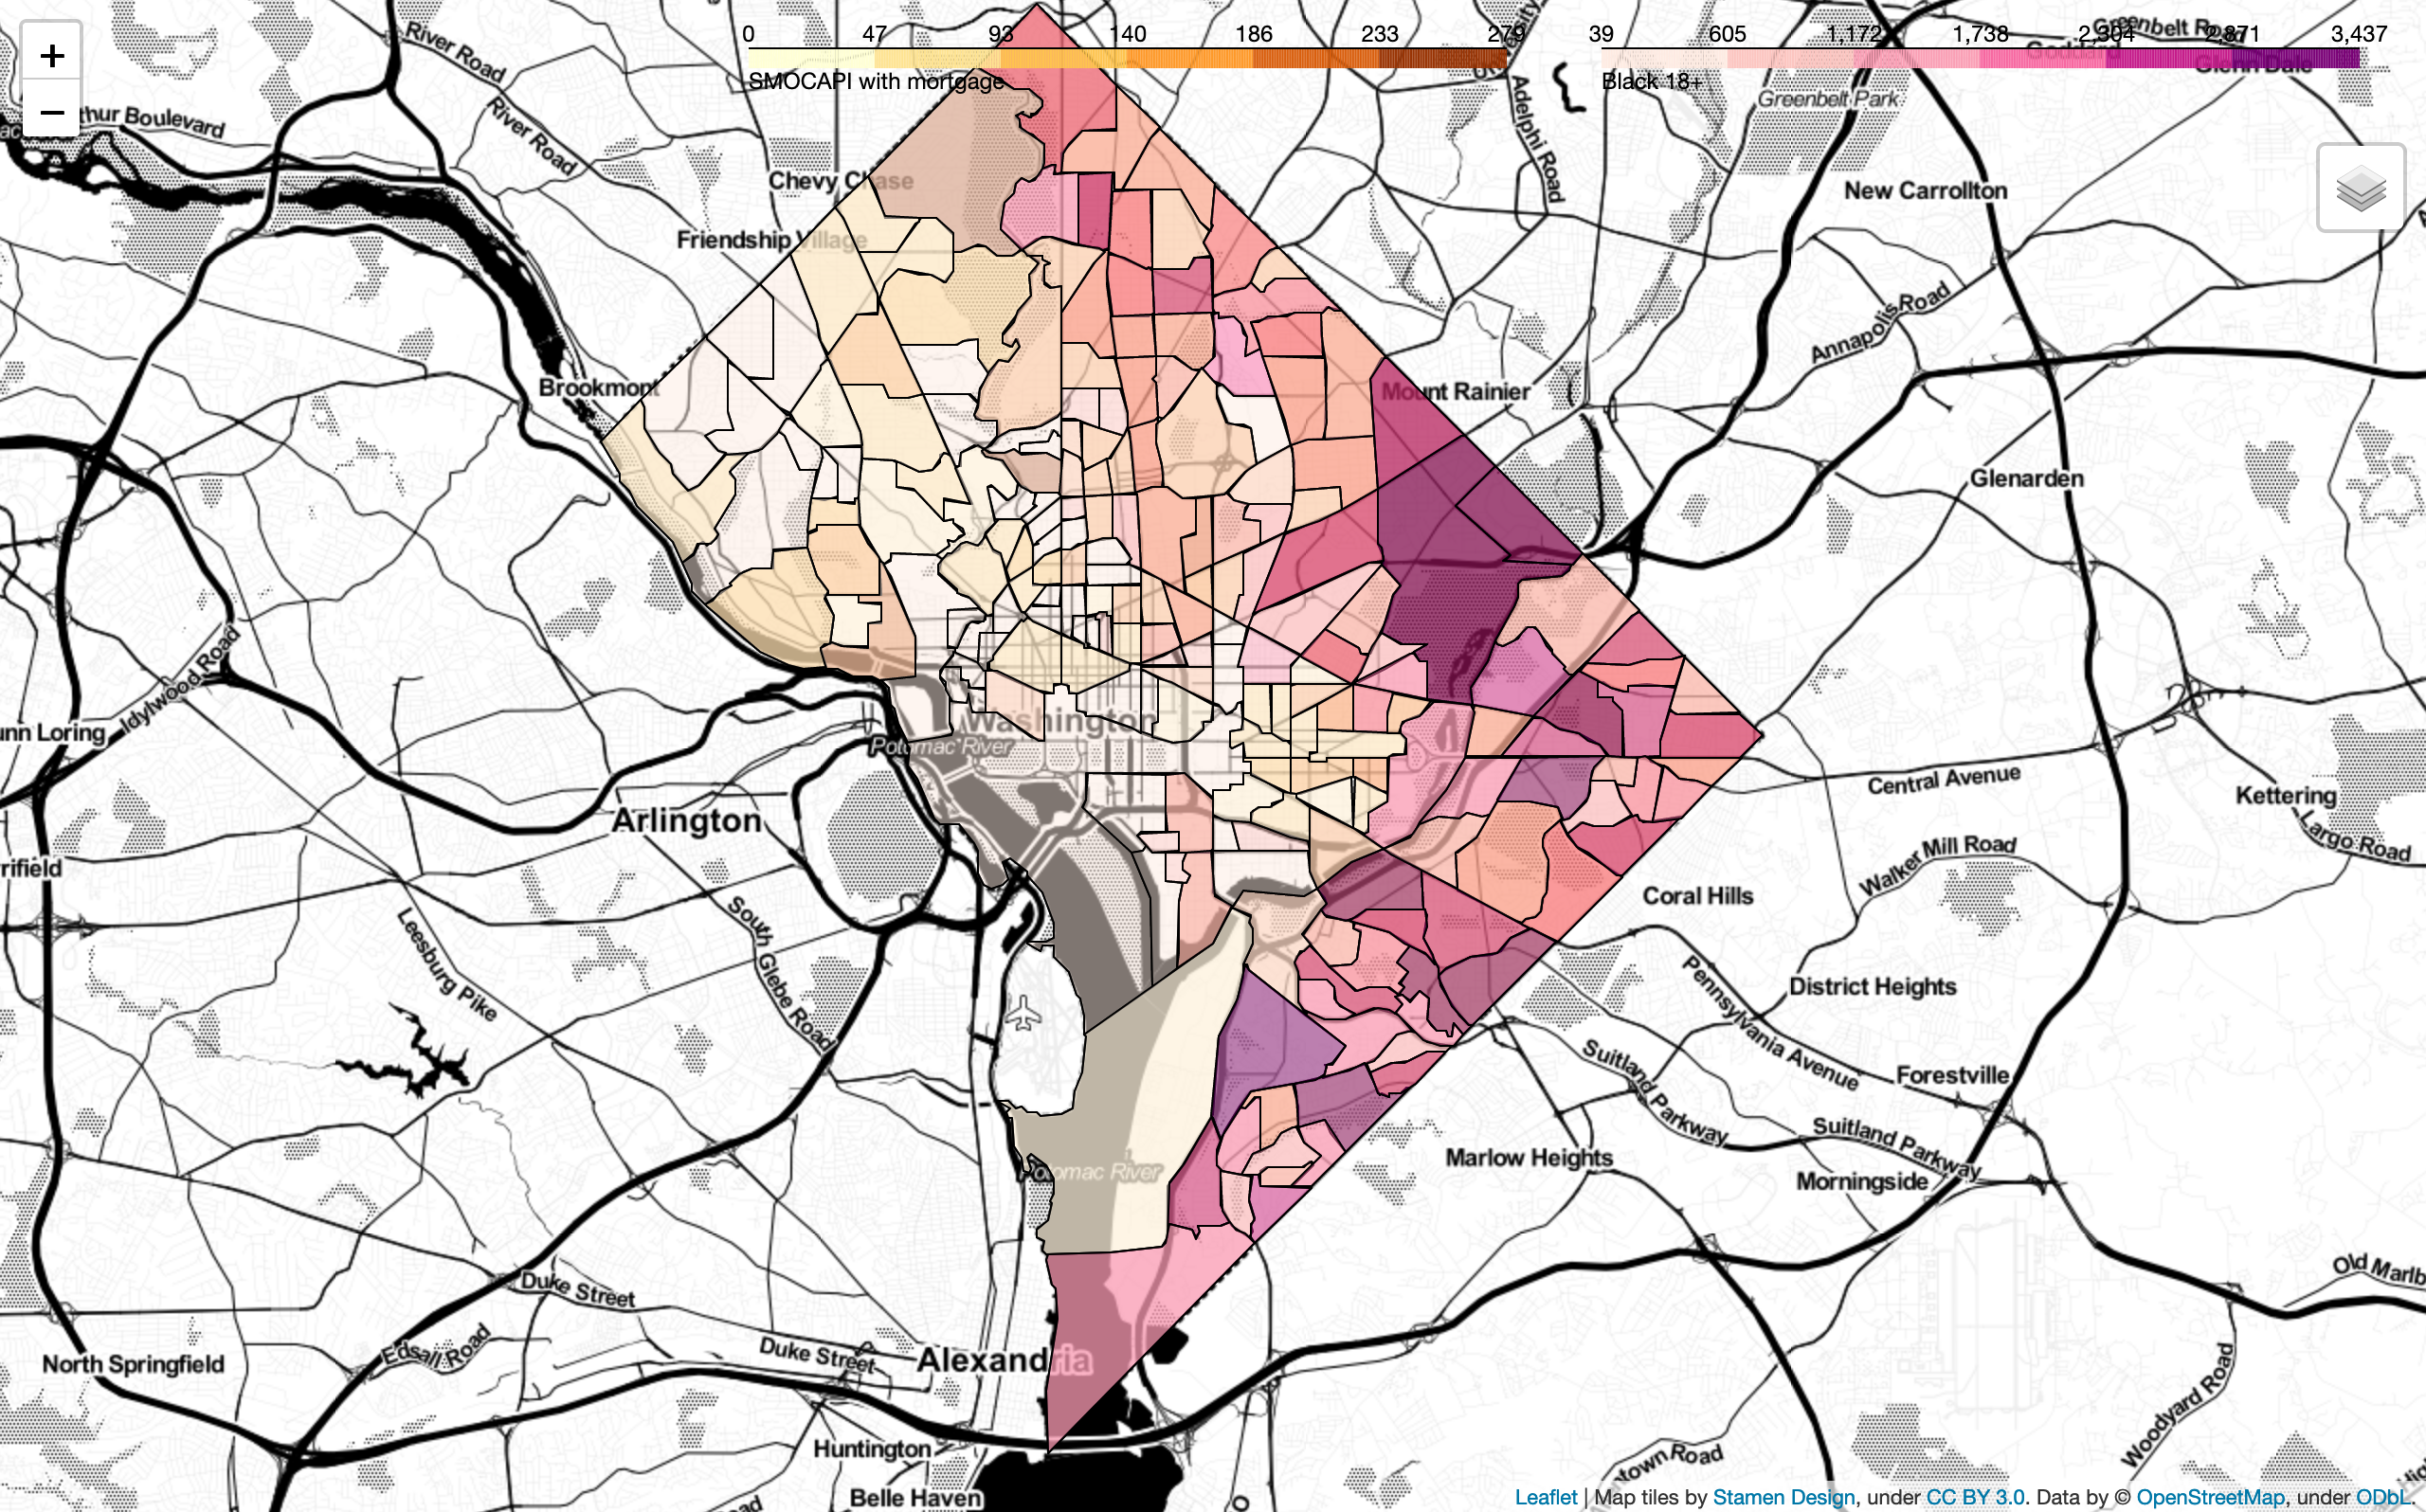 +
−
0 47 93 140 186 233 279
SMOCAPI with mortgage
39 605 1,172 1,738 2,304 2,871 3,437
Black 18+
River Road
River Road
thur Boulevard
Adelphi Road
Greenbelt Road
Goddard
Glenn Dale
Greenbelt Park
Chevy Chase
New Carrollton
Friendship Village
Annapolis Road
Brookmont
Mount Rainier
Glenarden
Idylwood Road
unn Loring
Washington
Potomac River
Central Avenue
Kettering
Largo Road
Arlington
rrifield
Walker Mill Road
Coral Hills
Leesburg Pike
South Glebe Road
Pennsylvania Avenue
District Heights
Suitland Parkway
Forestville
Suitland Parkway
Marlow Heights
Morningside
Potomac River
Duke Street
Old Marlb
Edsall Road
Duke Street
North Springfield
Alexandria
Woodyard Road
Huntington
town Road
Belle Haven
Leaflet | Map tiles by Stamen Design, under CC BY 3.0. Data by © OpenStreetMap, under ODbL.